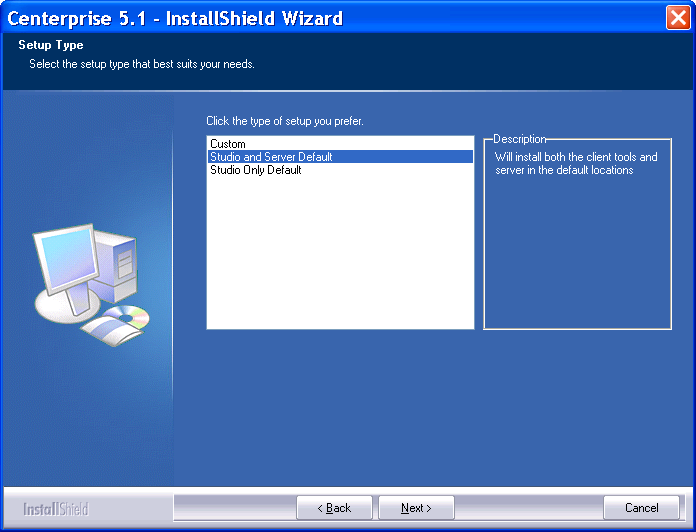 Centerprise 5.1 - InstallShield Wizard
Setup Type
Select the setup type that best suits your needs.
Click the type of setup you prefer.
Custom
Studio and Server Default
Studio Only Default
Description
Will install both the client tools and
server in the default locations
InstallShield
< Back
Next >
Cancel